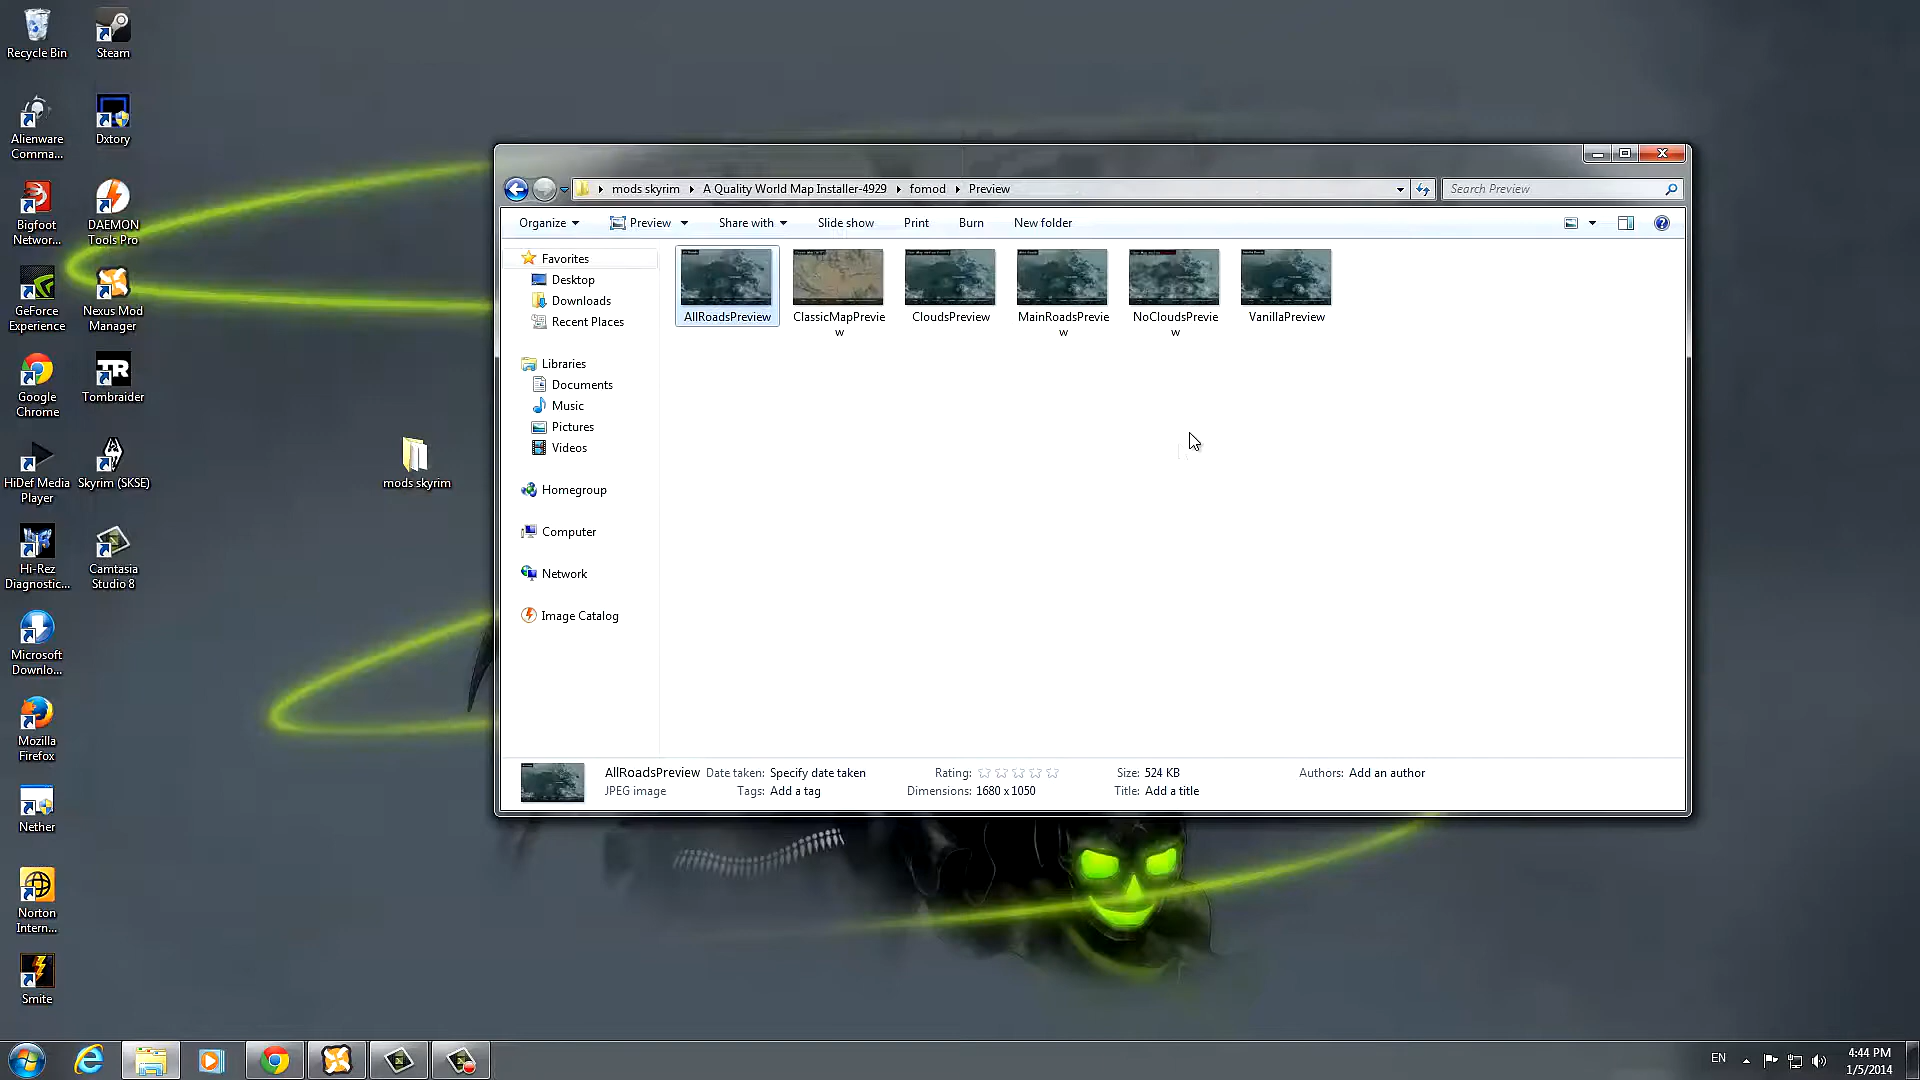 Recycle Bin
Steam
Alienware
Comma...
Dxtory
Bigfoot
Networ...
DAEMON
Tools Pro
GeForce
Experience
Nexus Mod
Manager
Google
Chrome
Tombraider
HiDef Media
Player
Skyrim (SKSE)
Hi-Rez
Diagnostic...
Camtasia
Studio 8
Microsoft
Downlo...
Mozilla
Firefox
Nether
Norton
Intern...
Smite
mods skyrim
mods skyrim
A Quality World Map Installer-4929
fomod
Preview
Search Preview
Organize
Preview
Share with
Slide show
Print
Burn
New folder
Favorites
Desktop
Downloads
Recent Places
Libraries
Documents
Music
Pictures
Videos
Homegroup
Computer
Network
Image Catalog
AllRoadsPreview
ClassicMapPrevie
w
CloudsPreview
MainRoadsPrevie
w
NoCloudsPrevie
w
VanillaPreview
AllRoadsPreview Date taken: Specify date taken Rating: Size: 524 KB Authors: Add an author
JPEG image Tags: Add a tag Dimensions: 1680 x 1050 Title: Add a title
EN
4:44 PM
1/5/2014